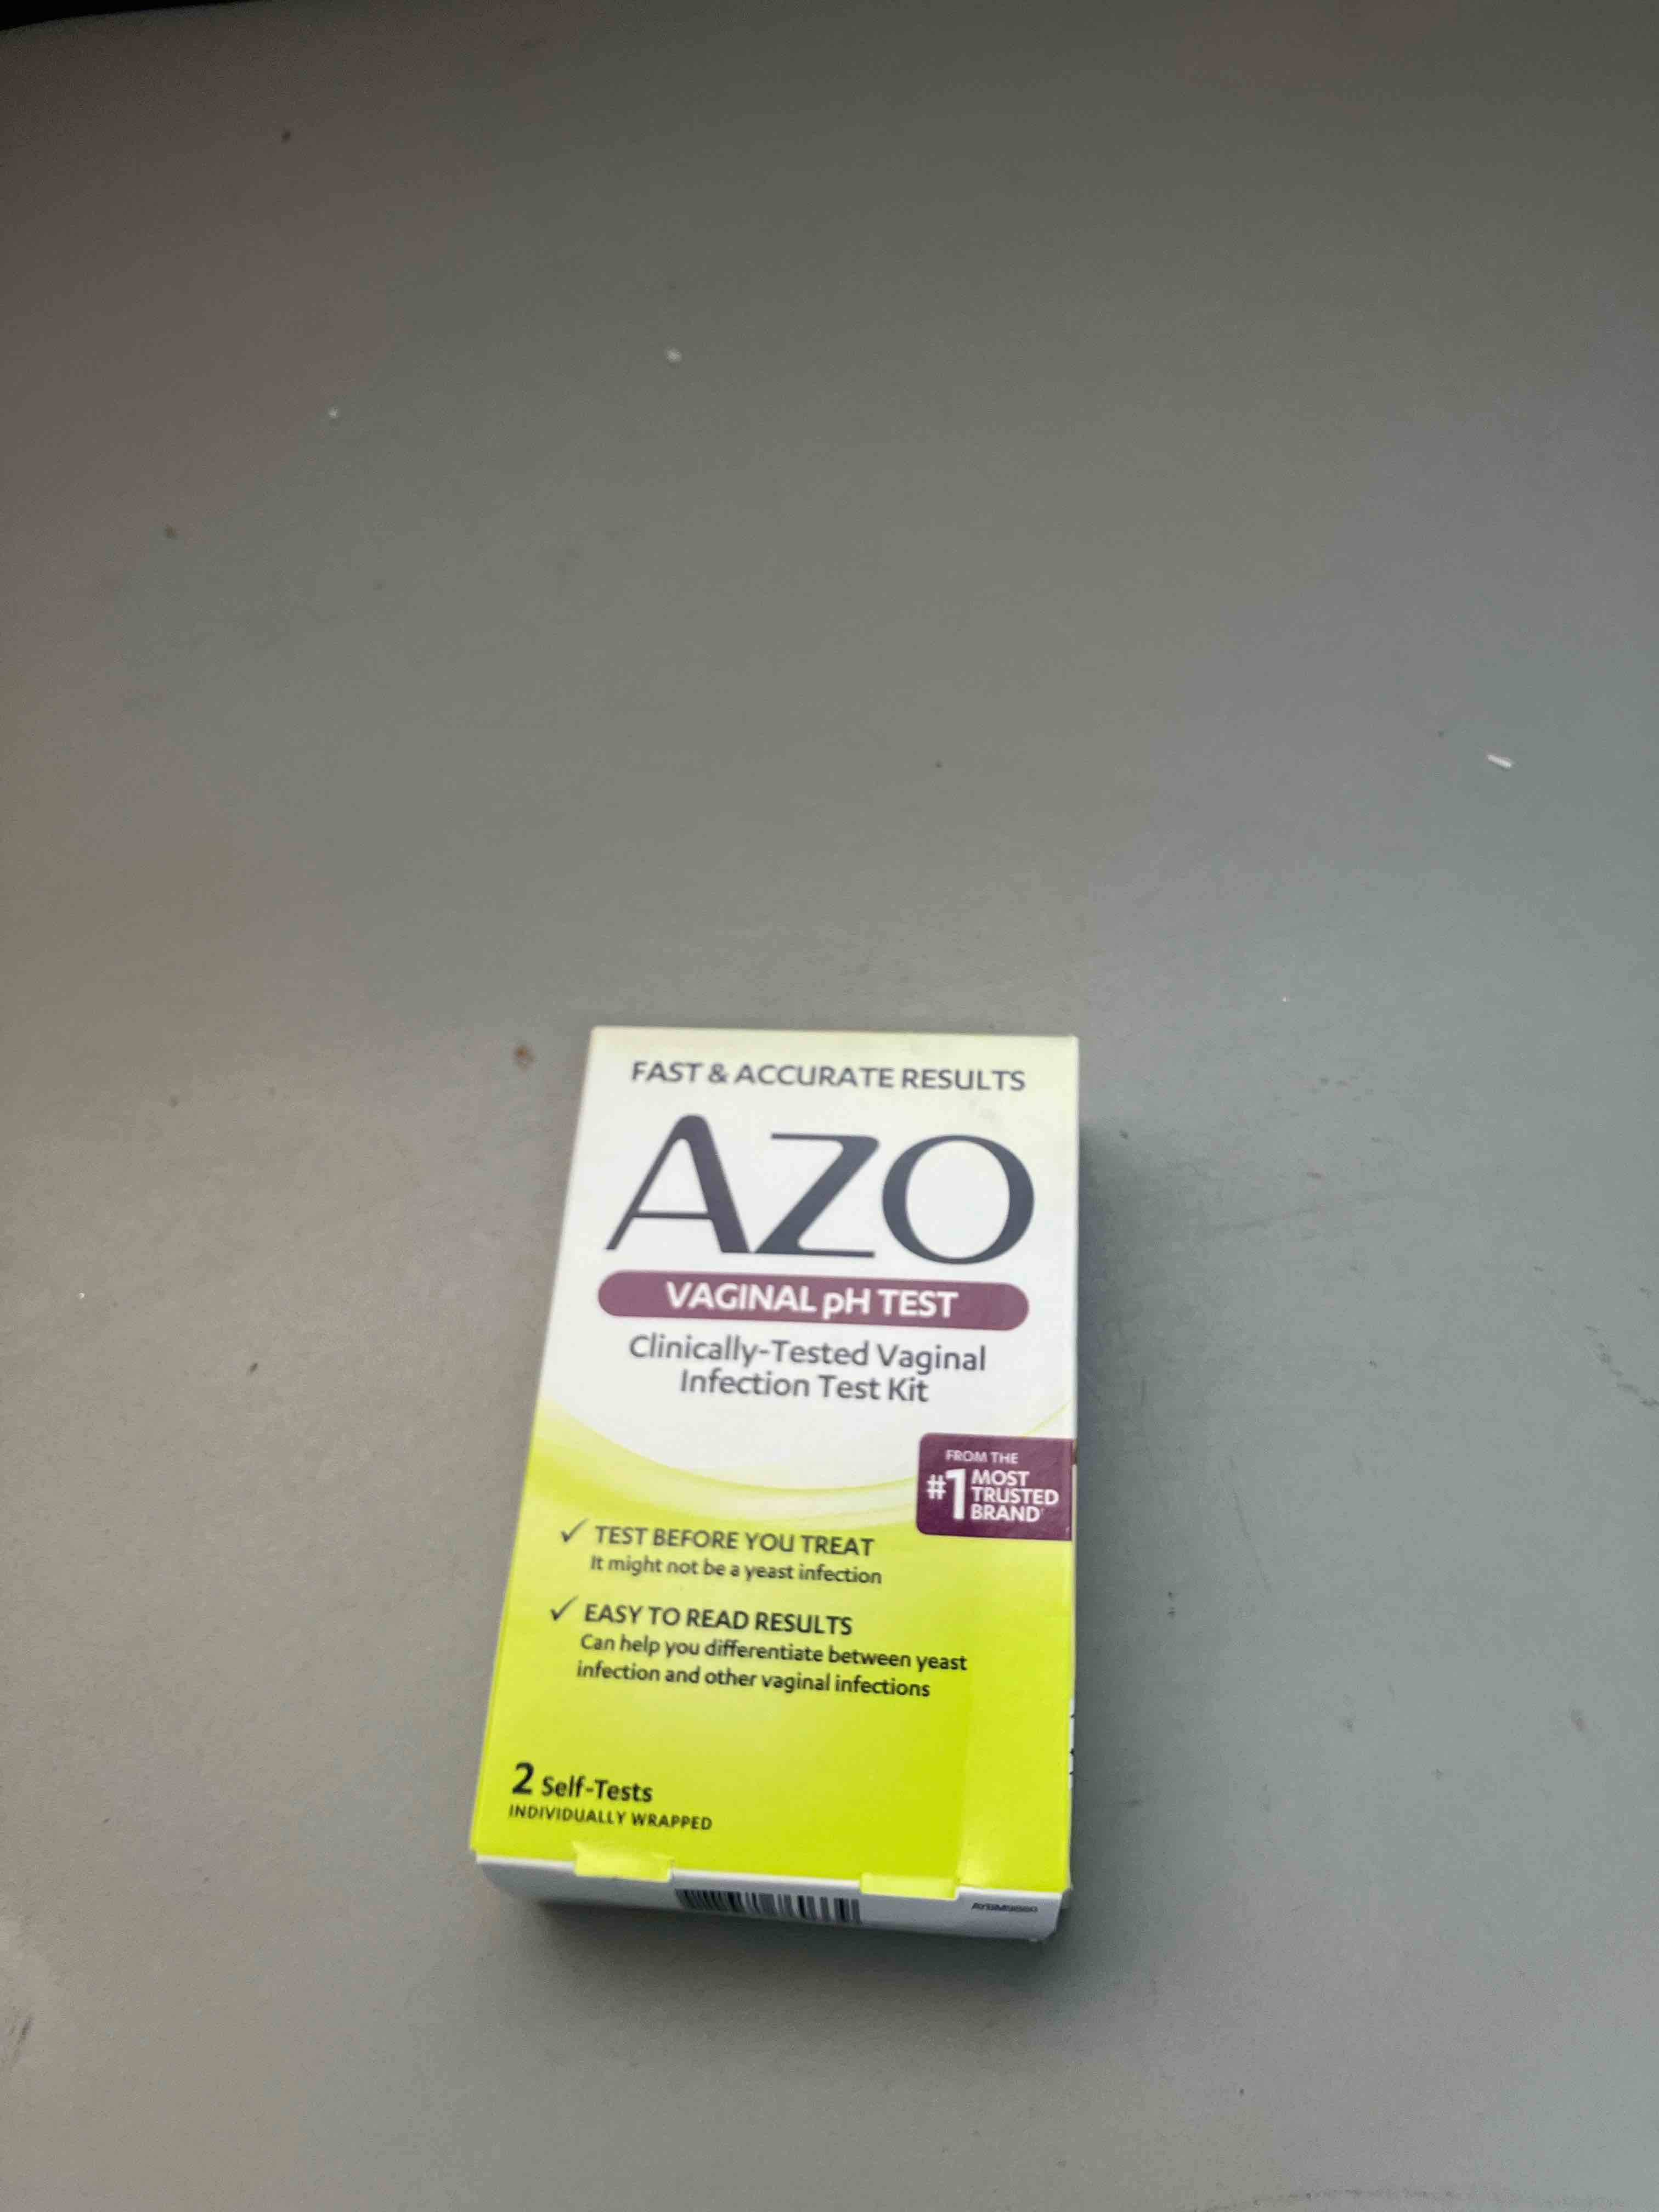 FAST & ACCURATE RESULTS
AZO
VAGINAL pH TEST
Clinically-Tested Vaginal
Infection Test Kit
FROM THE
#1 MOST
TRUSTED
BRAND
✓ TEST BEFORE YOU TREAT
It might not be a yeast infection
✓ EASY TO READ RESULTS
Can help you differentiate between yeast
infection and other vaginal infections
2 Self-Tests
INDIVIDUALLY WRAPPED